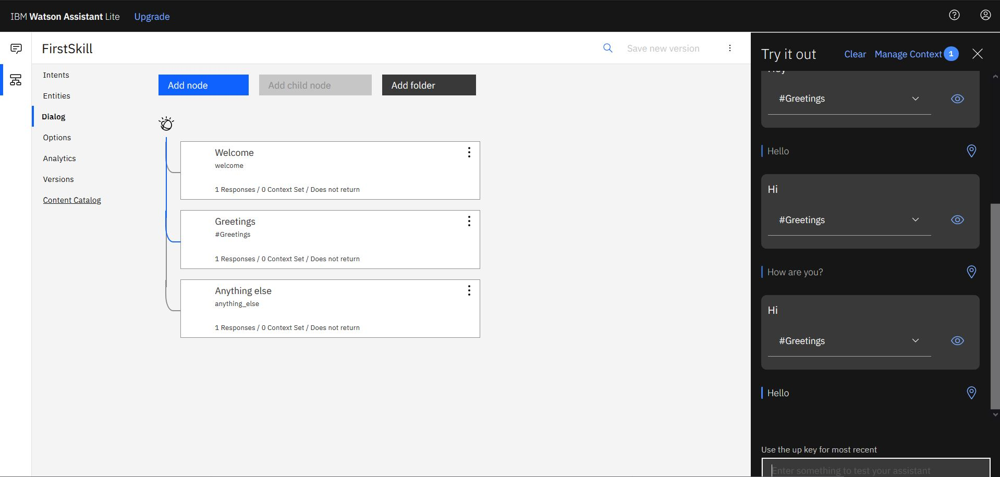 IBM Watson Assistant Lite Upgrade
FirstSkill
Save new version
Intents
Entities
Dialog
Options
Analytics
Versions
Content Catalog
Add node
Add child node
Add folder
Welcome
welcome
1 Responses / 0 Context Set / Does not return
Greetings
#Greetings
1 Responses / 0 Context Set / Does not return
Anything else
anything_else
1 Responses / 0 Context Set / Does not return
Try it out
Clear
Manage Context 1
#Greetings
Hello
Hi
#Greetings
How are you?
Hi
#Greetings
Hello
Use the up key for most recent
Enter something to test your assistant